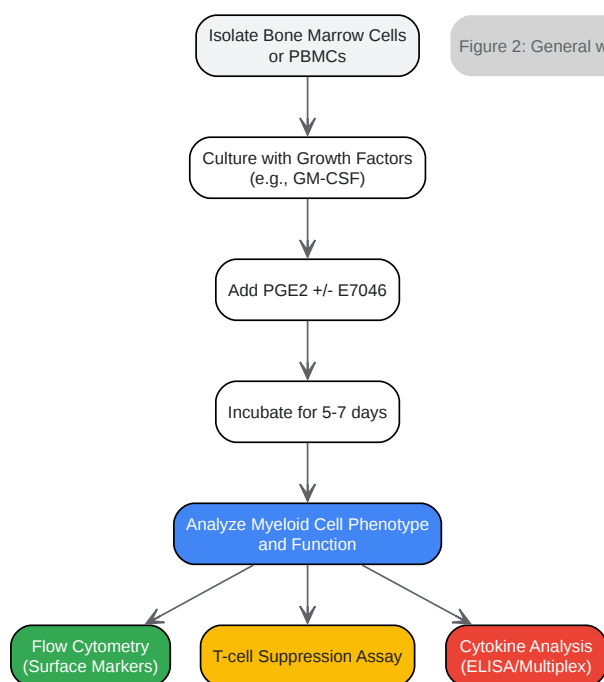 Isolate Bone Marrow Cells
or PBMCs
Figure 2: General w
Culture with Growth Factors
(e.g., GM-CSF)
Add PGE2 +/- E7046
Incubate for 5-7 days
Analyze Myeloid Cell Phenotype
and Function
Flow Cytometry
(Surface Markers)
T-cell Suppression Assay
Cytokine Analysis
(ELISA/Multiplex)